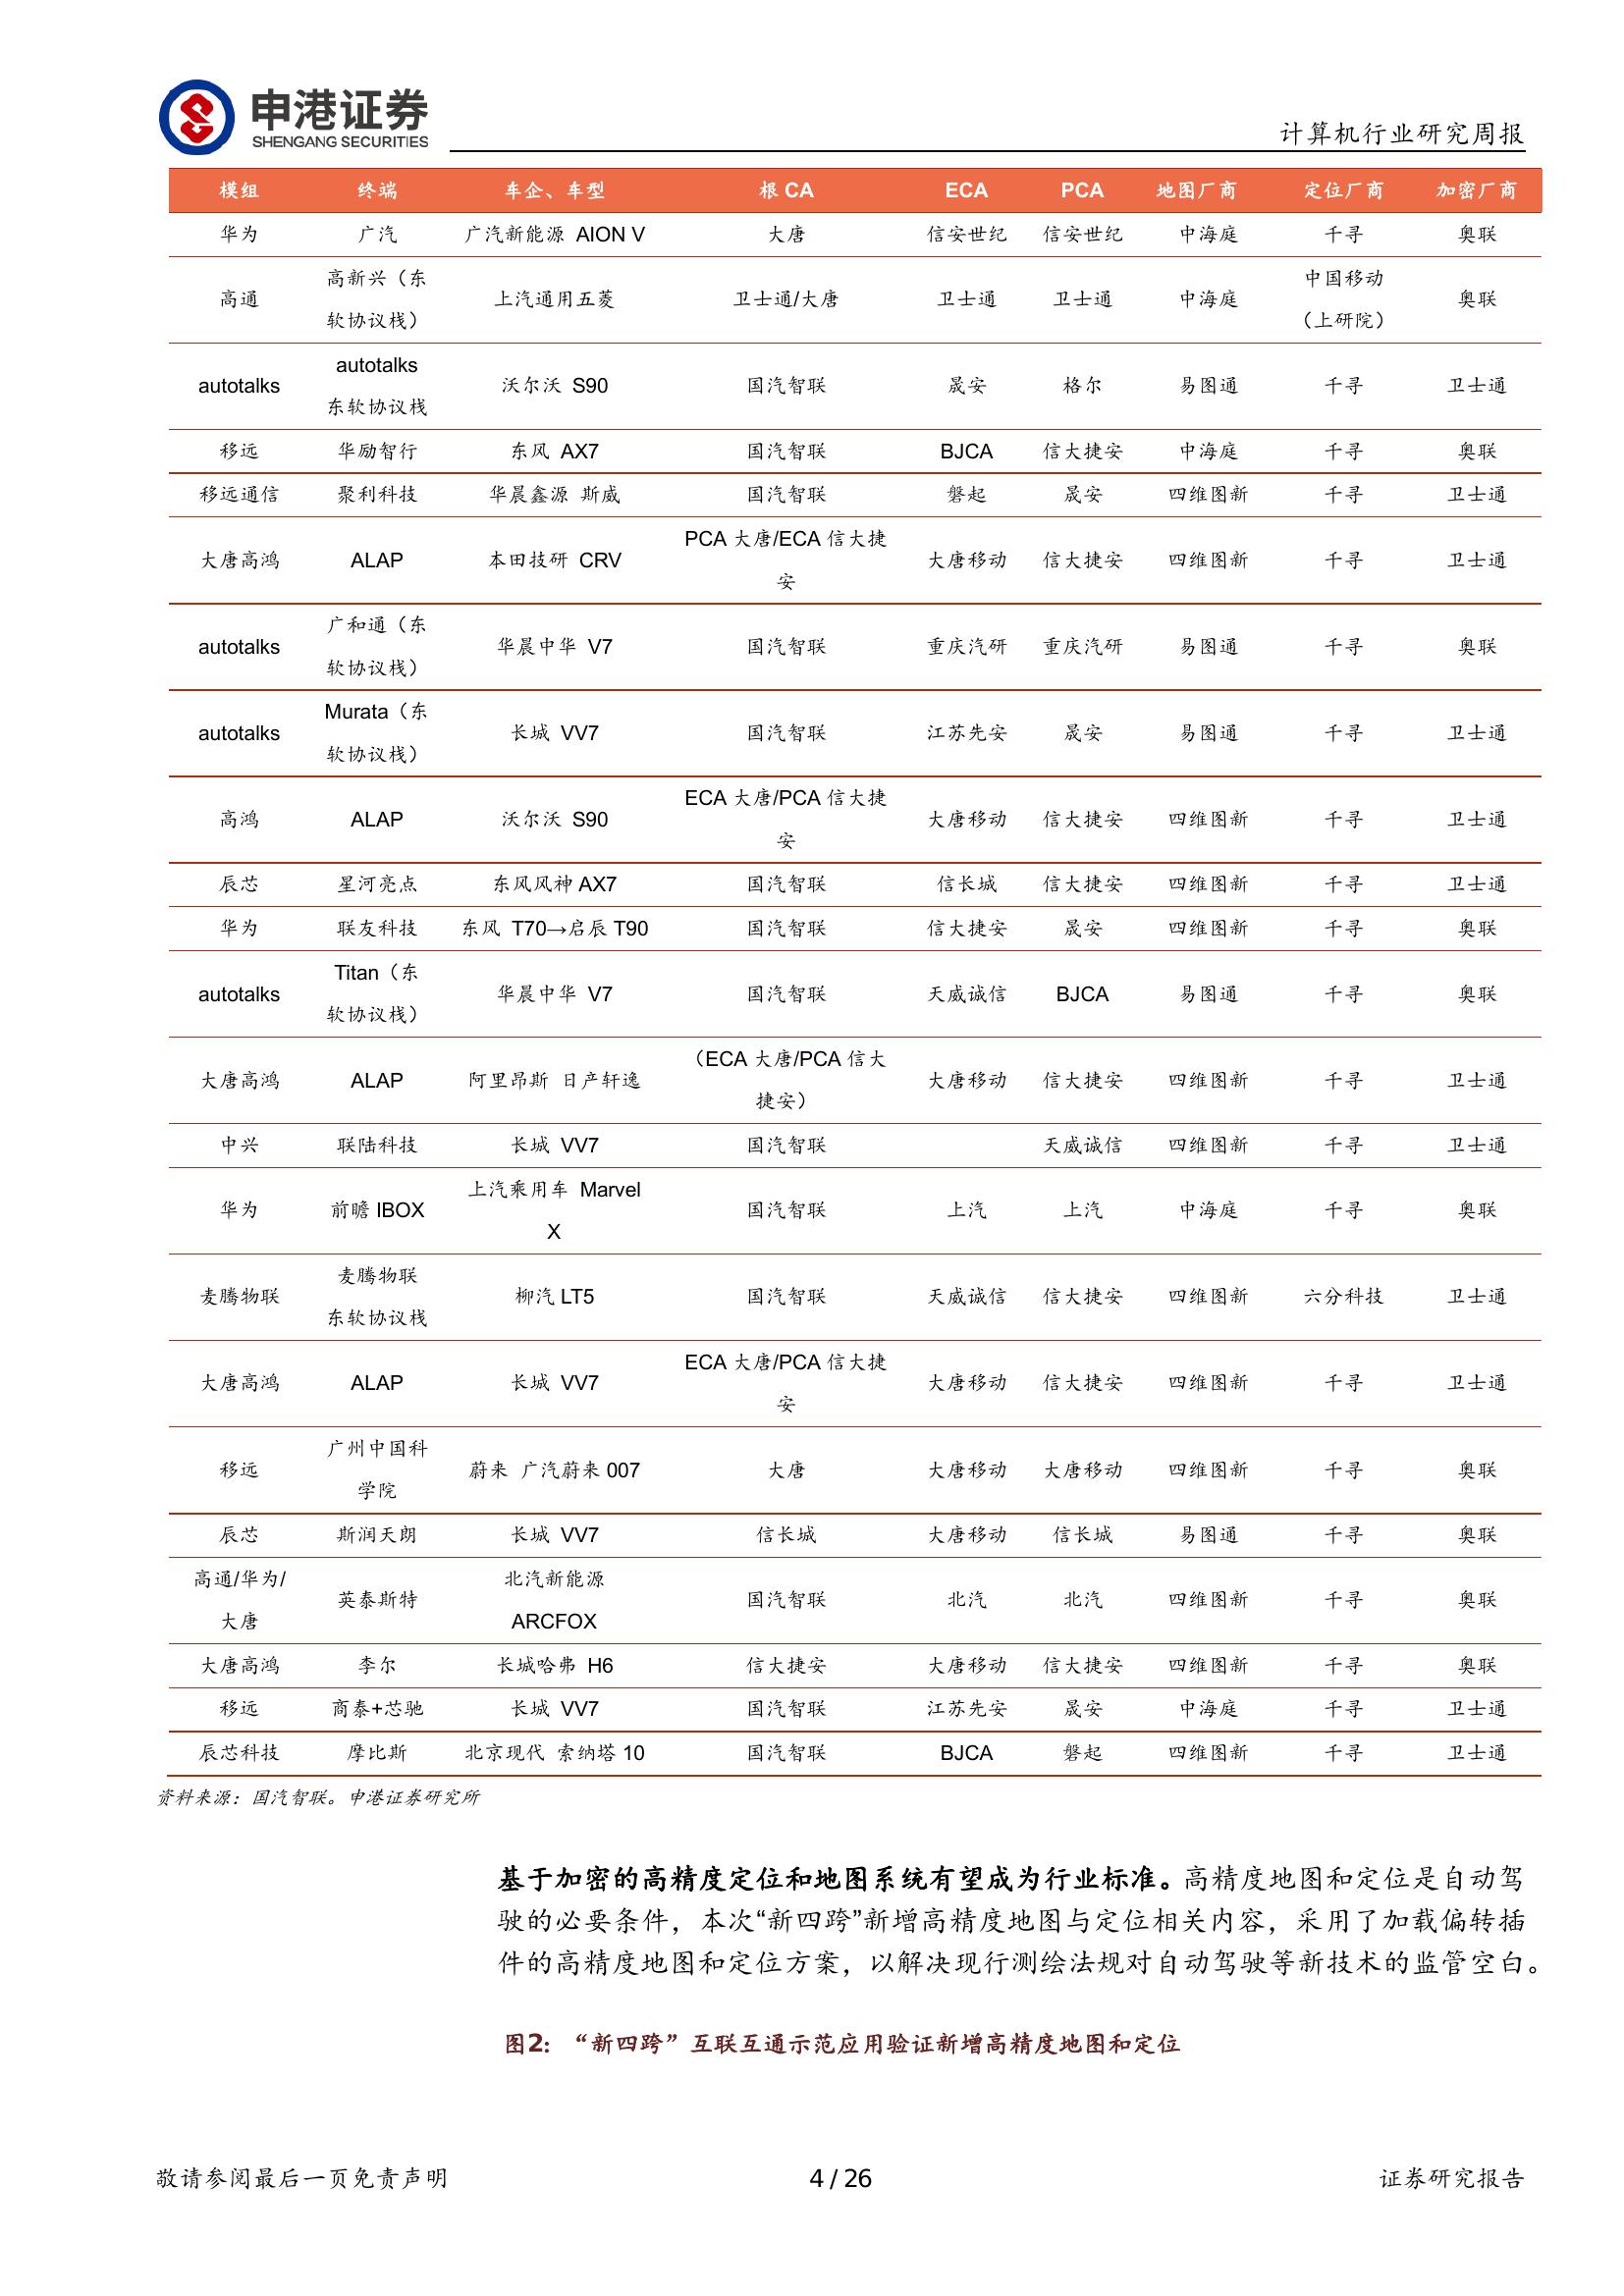 申港证券
SHENGANG SECURITIES
计算机行业研究周报
模组 终端 车企、车型 根 CA ECA PCA 地图厂商 定位厂商 加密厂商
华为 广汽 广汽新能源 AION V 大唐 信安世纪 信安世纪 中海庭 千寻 奥联
高通 高新兴（东软协议栈） 上汽通用五菱 卫士通/大唐 卫士通 卫士通 中海庭 中国移动（上研院） 奥联
autotalks autotalks 东软协议栈 沃尔沃 S90 国汽智联 晟安 格尔 易图通 千寻 卫士通
移远 华励智行 东风 AX7 国汽智联 BJCA 信大捷安 中海庭 千寻 奥联
移远通信 聚利科技 华晨鑫源 斯威 国汽智联 磐起 晟安 四维图新 千寻 卫士通
大唐高鸿 ALAP 本田技研 CRV PCA 大唐/ECA 信大捷安 大唐移动 信大捷安 四维图新 千寻 卫士通
autotalks 广和通（东软协议栈） 华晨中华 V7 国汽智联 重庆汽研 重庆汽研 易图通 千寻 奥联
autotalks Murata（东软协议栈） 长城 VV7 国汽智联 江苏先安 晟安 易图通 千寻 卫士通
高鸿 ALAP 沃尔沃 S90 ECA 大唐/PCA 信大捷安 大唐移动 信大捷安 四维图新 千寻 卫士通
辰芯 星河亮点 东风风神 AX7 国汽智联 信长城 信大捷安 四维图新 千寻 卫士通
华为 联友科技 东风 T70→启辰 T90 国汽智联 信大捷安 晟安 四维图新 千寻 奥联
autotalks Titan（东软协议栈） 华晨中华 V7 国汽智联 天威诚信 BJCA 易图通 千寻 奥联
大唐高鸿 ALAP 阿里昂斯 日产轩逸 （ECA 大唐/PCA 信大捷安） 大唐移动 信大捷安 四维图新 千寻 卫士通
中兴 联陆科技 长城 VV7 国汽智联 天威诚信 四维图新 千寻 卫士通
华为 前瞻 IBOX 上汽乘用车 Marvel X 国汽智联 上汽 上汽 中海庭 千寻 奥联
麦腾物联 麦腾物联 东软协议栈 柳汽 LT5 国汽智联 天威诚信 信大捷安 四维图新 六分科技 卫士通
大唐高鸿 ALAP 长城 VV7 ECA 大唐/PCA 信大捷安 大唐移动 信大捷安 四维图新 千寻 卫士通
移远 广州中国科学院 蔚来 广汽蔚来 007 大唐 大唐移动 大唐移动 四维图新 千寻 奥联
辰芯 斯润天朗 长城 VV7 信长城 大唐移动 信长城 易图通 千寻 奥联
高通/华为/大唐 英泰斯特 北汽新能源 ARCFOX 国汽智联 北汽 北汽 四维图新 千寻 奥联
大唐高鸿 李尔 长城哈弗 H6 信大捷安 大唐移动 信大捷安 四维图新 千寻 奥联
移远 商泰+芯驰 长城 VV7 国汽智联 江苏先安 晟安 中海庭 千寻 卫士通
辰芯科技 摩比斯 北京现代 索纳塔 10 国汽智联 BJCA 磐起 四维图新 千寻 卫士通
资料来源：国汽智联。申港证券研究所
基于加密的高精度定位和地图系统有望成为行业标准。高精度地图和定位是自动驾
驶的必要条件，本次“新四跨”新增高精度地图与定位相关内容，采用了加载偏转插
件的高精度地图和定位方案，以解决现行测绘法规对自动驾驶等新技术的监管空白。
图2：“新四跨”互联互通示范应用验证新增高精度地图和定位
敬请参阅最后一页免责声明 4 / 26 证券研究报告